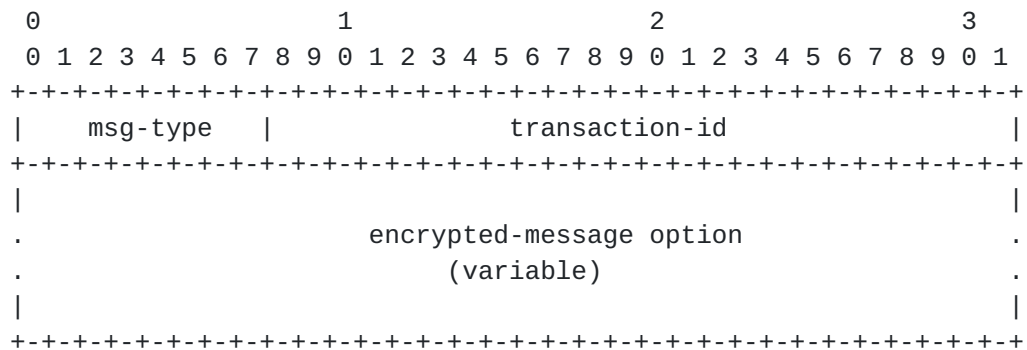 0                   1                   2                   3
 0 1 2 3 4 5 6 7 8 9 0 1 2 3 4 5 6 7 8 9 0 1 2 3 4 5 6 7 8 9 0 1
+-+-+-+-+-+-+-+-+-+-+-+-+-+-+-+-+-+-+-+-+-+-+-+-+-+-+-+-+-+-+-+-+
|    msg-type   |               transaction-id                  |
+-+-+-+-+-+-+-+-+-+-+-+-+-+-+-+-+-+-+-+-+-+-+-+-+-+-+-+-+-+-+-+-+
|                                                               |
.                      encrypted-message option                 .
.                           (variable)                          .
|                                                               |
+-+-+-+-+-+-+-+-+-+-+-+-+-+-+-+-+-+-+-+-+-+-+-+-+-+-+-+-+-+-+-+-+